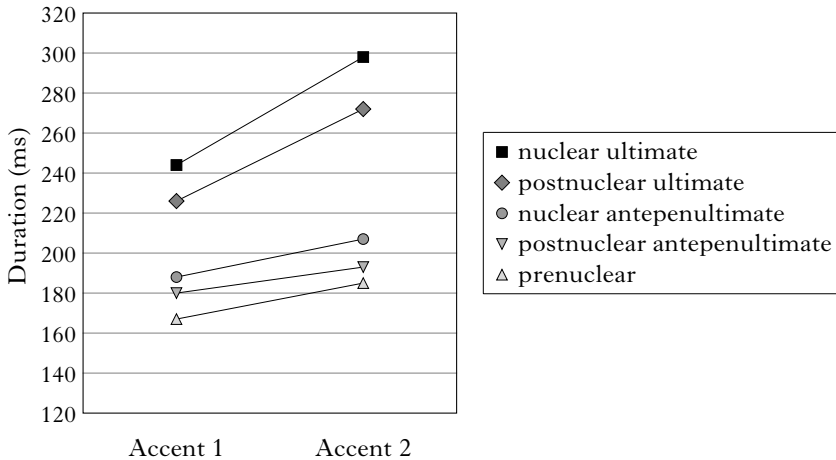 320
300
280
260
240
220
200
180
160
140
120
Duration (ms)
Accent 1 Accent 2
nuclear ultimate
postnuclear ultimate
nuclear antepenultimate
postnuclear antepenultimate
prenuclear